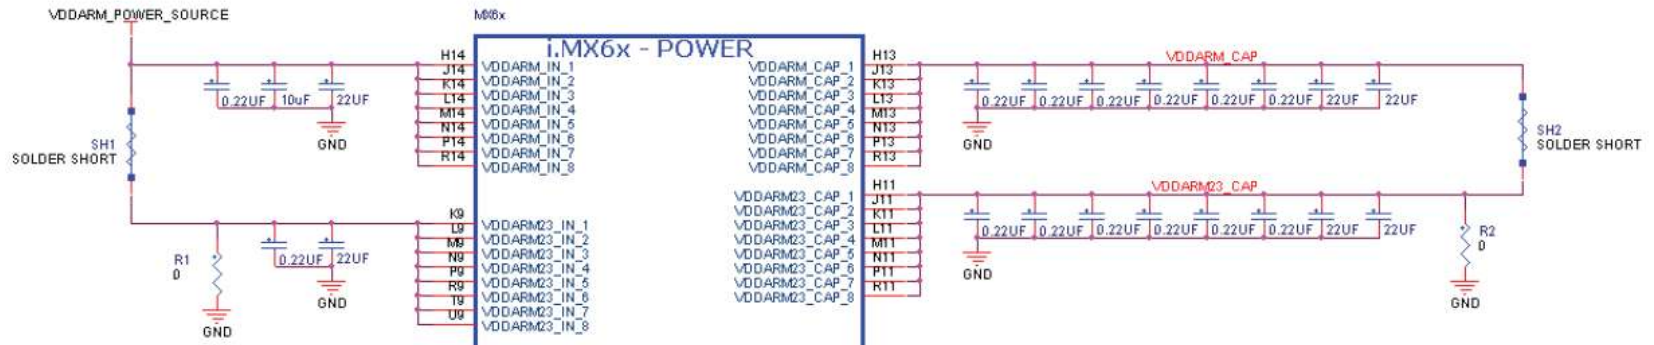 VDDARM_POWER_SOURCE
MX6x
i.MX6x - POWER
0.22UF
10uF
22UF
GND
SH1
SOLDER SHORT
H14
J14
K14
L14
M14
N14
P14
R14
VDDARM_IN_1
VDDARM_IN_2
VDDARM_IN_3
VDDARM_IN_4
VDDARM_IN_5
VDDARM_IN_6
VDDARM_IN_7
VDDARM_IN_8
VDDARM_CAP_1
VDDARM_CAP_2
VDDARM_CAP_3
VDDARM_CAP_4
VDDARM_CAP_5
VDDARM_CAP_6
VDDARM_CAP_7
VDDARM_CAP_8
H13
J13
K13
L13
M13
N13
P13
R13
VDDARM_CAP
0.22UF 0.22UF 0.22UF 0.22UF 0.22UF 0.22UF 22UF 22UF
GND
SH2
SOLDER SHORT
R1
0
GND
0.22UF
22UF
GND
K9
L9
M9
N9
P9
R9
T9
U9
VDDARM23_IN_1
VDDARM23_IN_2
VDDARM23_IN_3
VDDARM23_IN_4
VDDARM23_IN_5
VDDARM23_IN_6
VDDARM23_IN_7
VDDARM23_IN_8
VDDARM23_CAP_1
VDDARM23_CAP_2
VDDARM23_CAP_3
VDDARM23_CAP_4
VDDARM23_CAP_5
VDDARM23_CAP_6
VDDARM23_CAP_7
VDDARM23_CAP_8
H11
J11
K11
L11
M11
N11
P11
R11
VDDARM23_CAP
0.22UF 0.22UF 0.22UF 0.22UF 0.22UF 0.22UF 22UF 22UF
GND
R2
0
GND